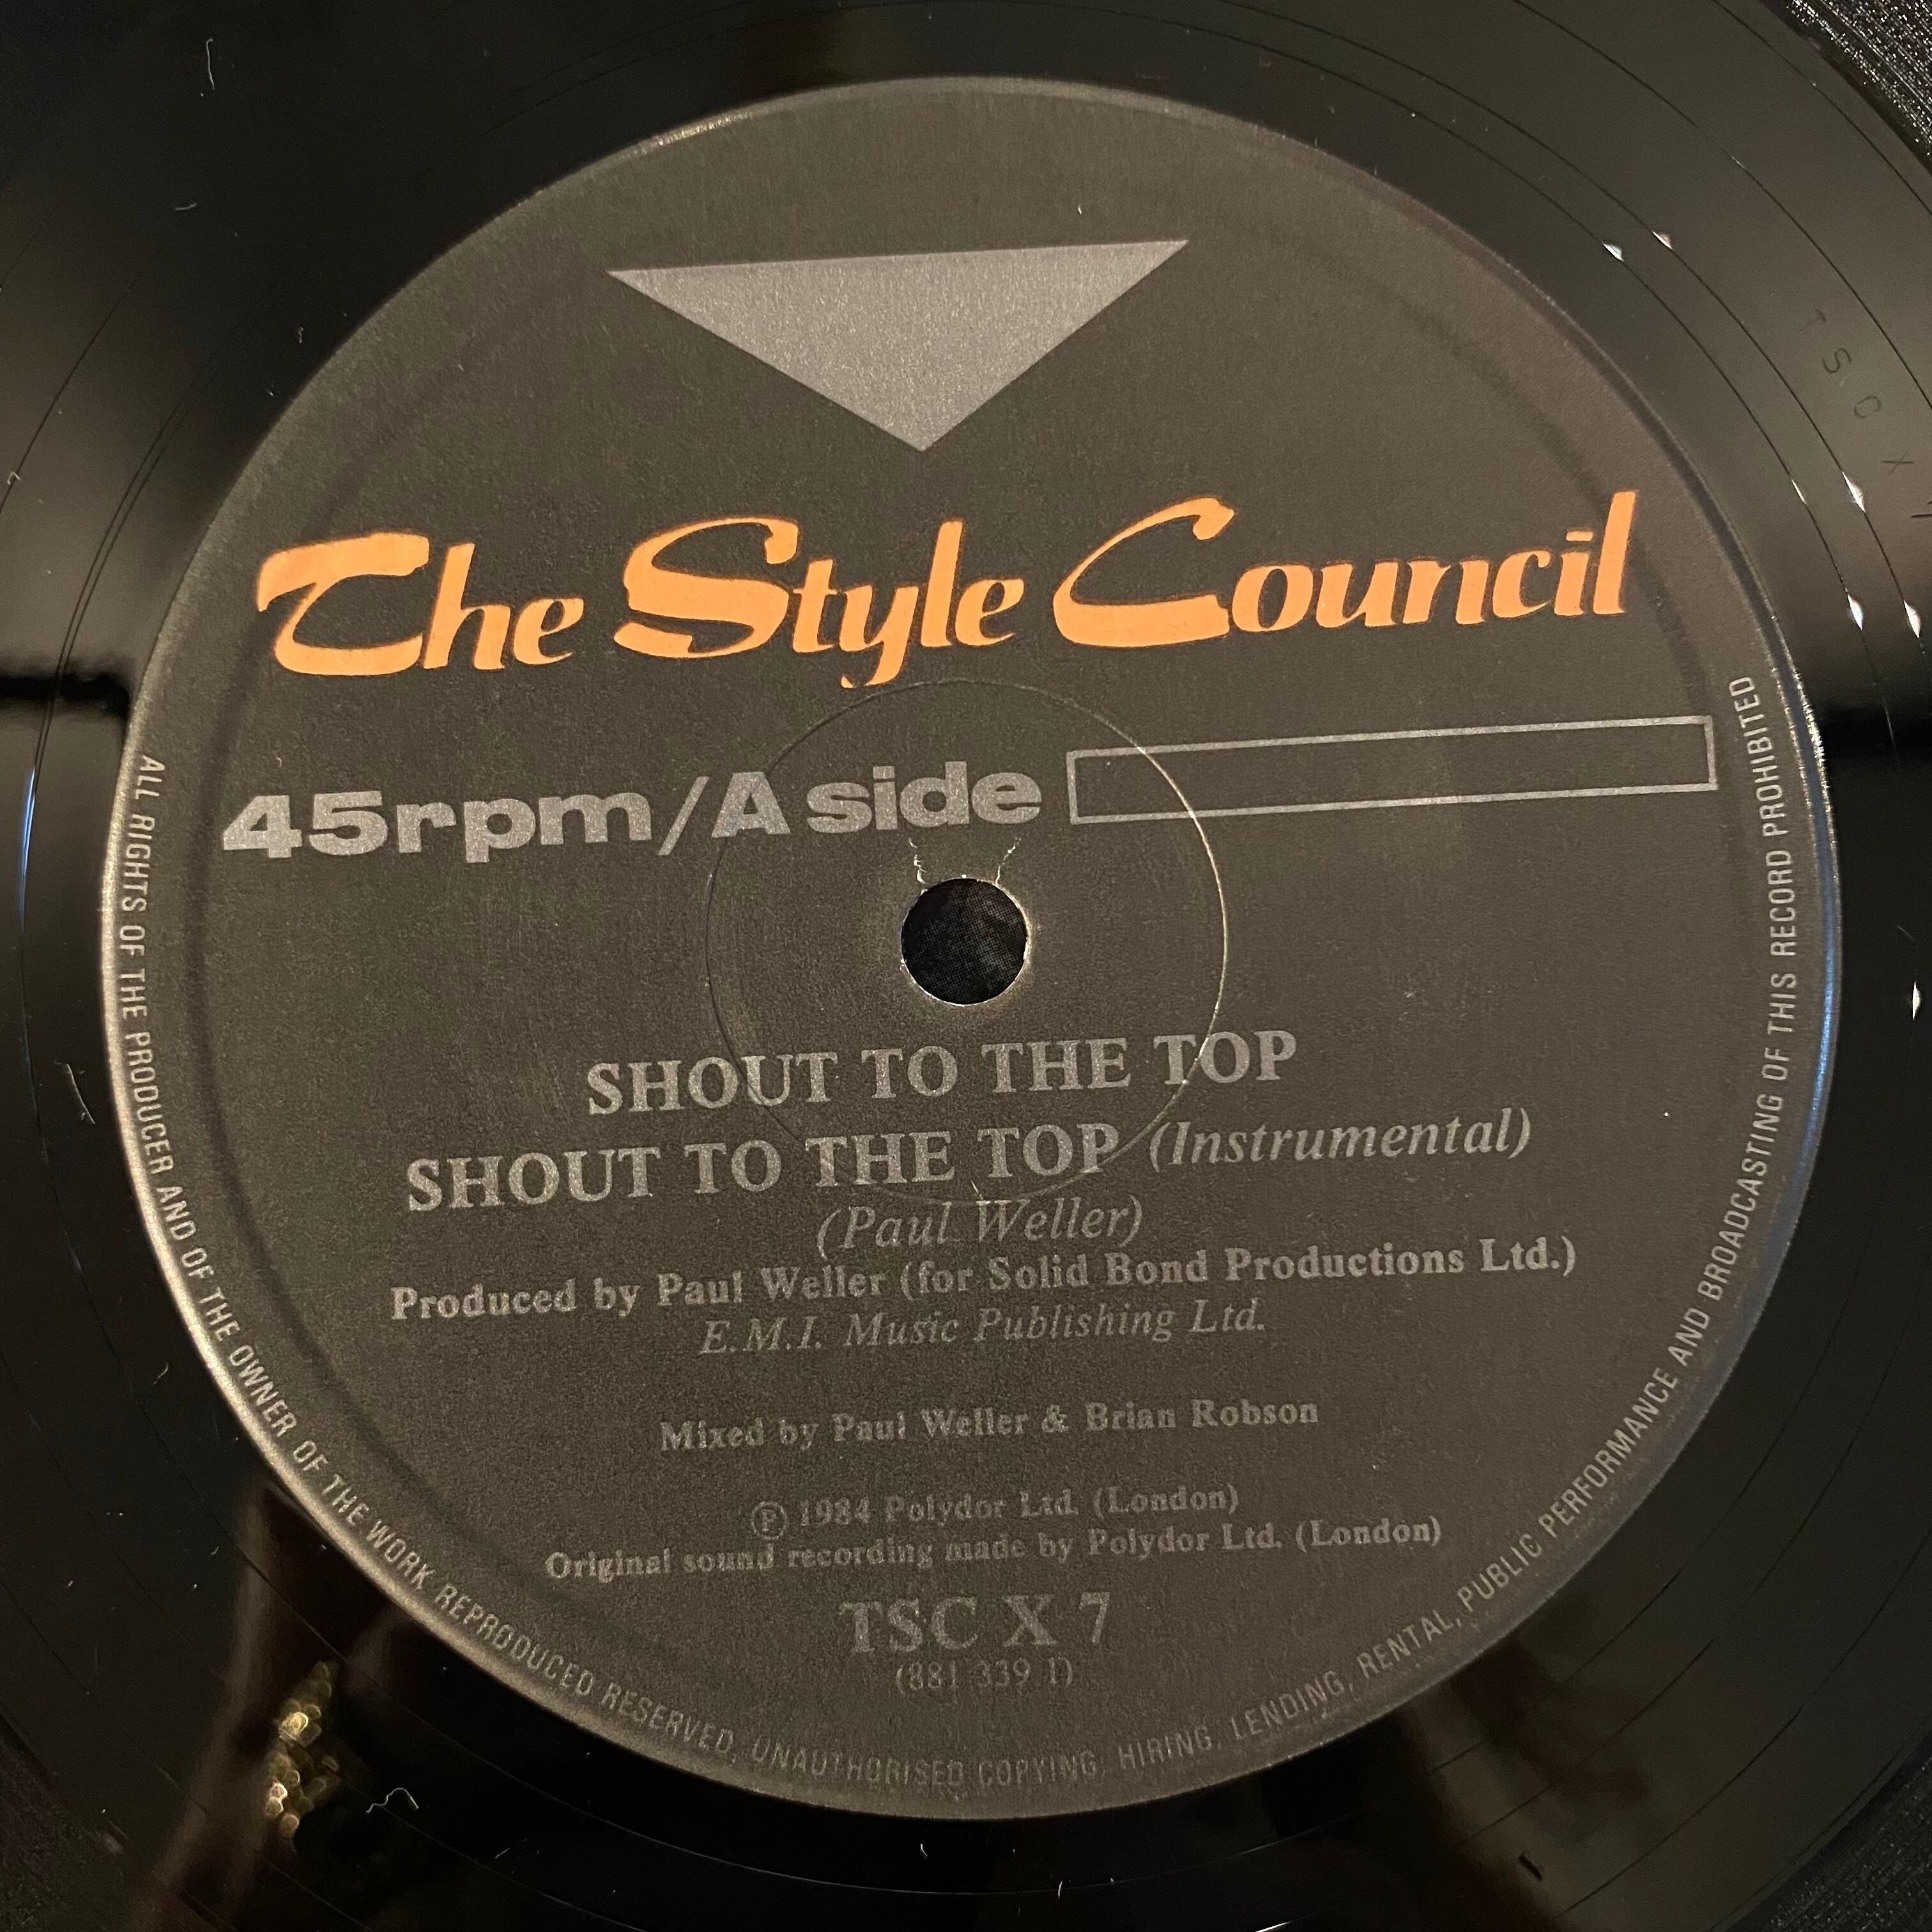 The Style Council
45rpm/A side
SHOUT TO THE TOP
SHOUT TO THE TOP (Instrumental)
(Paul Weller)
Produced by Paul Weller (for Solid Bond Productions Ltd.)
E.M.I. Music Publishing Ltd.
Mixed by Paul Weller & Brian Robson
℗ 1984 Polydor Ltd. (London)
Original sound recording made by Polydor Ltd. (London)
TSC X 7
(881 339 1)
ALL RIGHTS OF THE PRODUCER AND OF THE OWNER OF THE WORK REPRODUCED RESERVED, UNAUTHORISED COPYING, HIRING, LENDING, RENTAL, PUBLIC PERFORMANCE AND BROADCASTING OF THIS RECORD PROHIBITED
TSC X